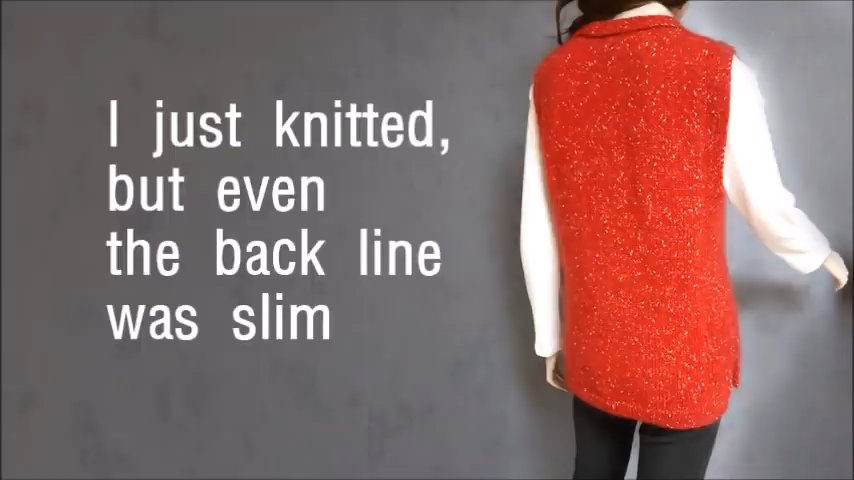 I just knitted,
but even
the back line
was slim